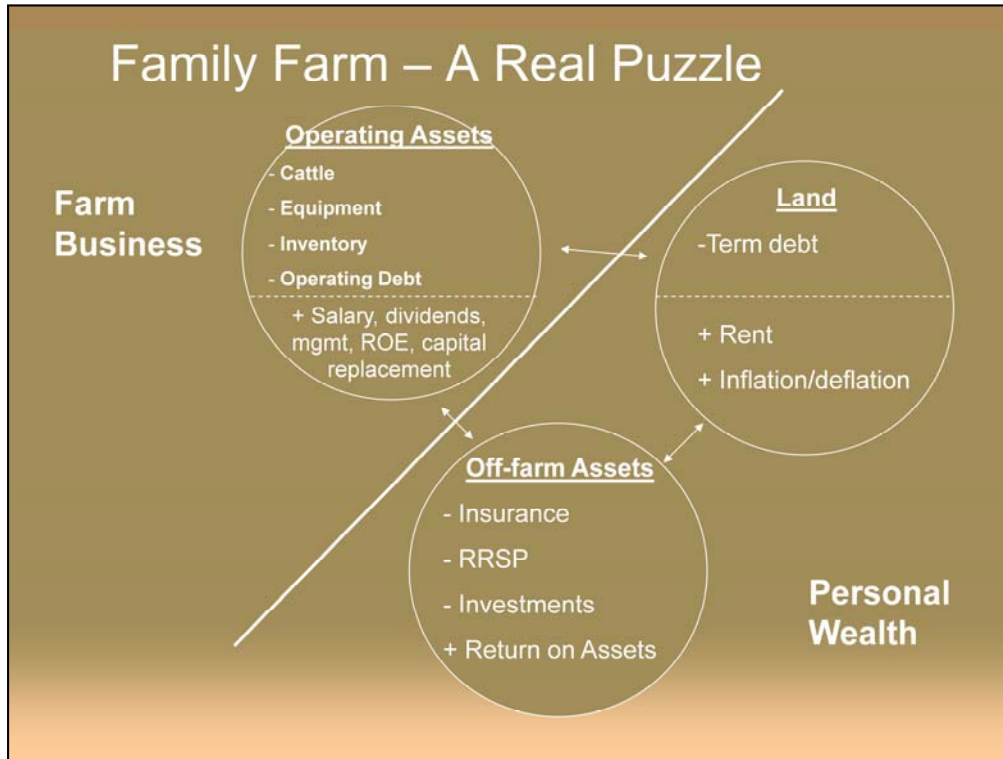 Family Farm – A Real Puzzle
Farm
Business
Operating Assets
- Cattle
- Equipment
- Inventory
- Operating Debt
+ Salary, dividends,
mgmt, ROE, capital
replacement
Land
-Term debt
+ Rent
+ Inflation/deflation
Off-farm Assets
- Insurance
- RRSP
- Investments
+ Return on Assets
Personal
Wealth